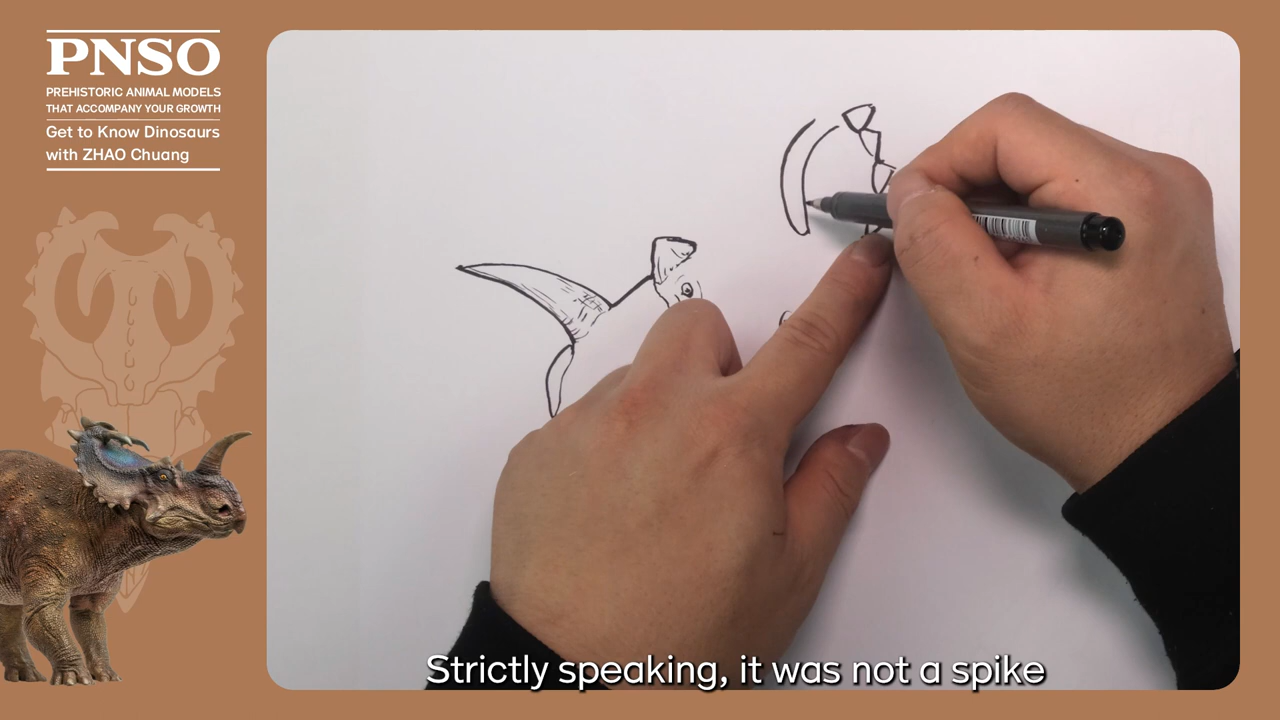 PNSO
PREHISTORIC ANIMAL MODELS
THAT ACCOMPANY YOUR GROWTH
Get to Know Dinosaurs
with ZHAO Chuang
Strictly speaking, it was not a spike